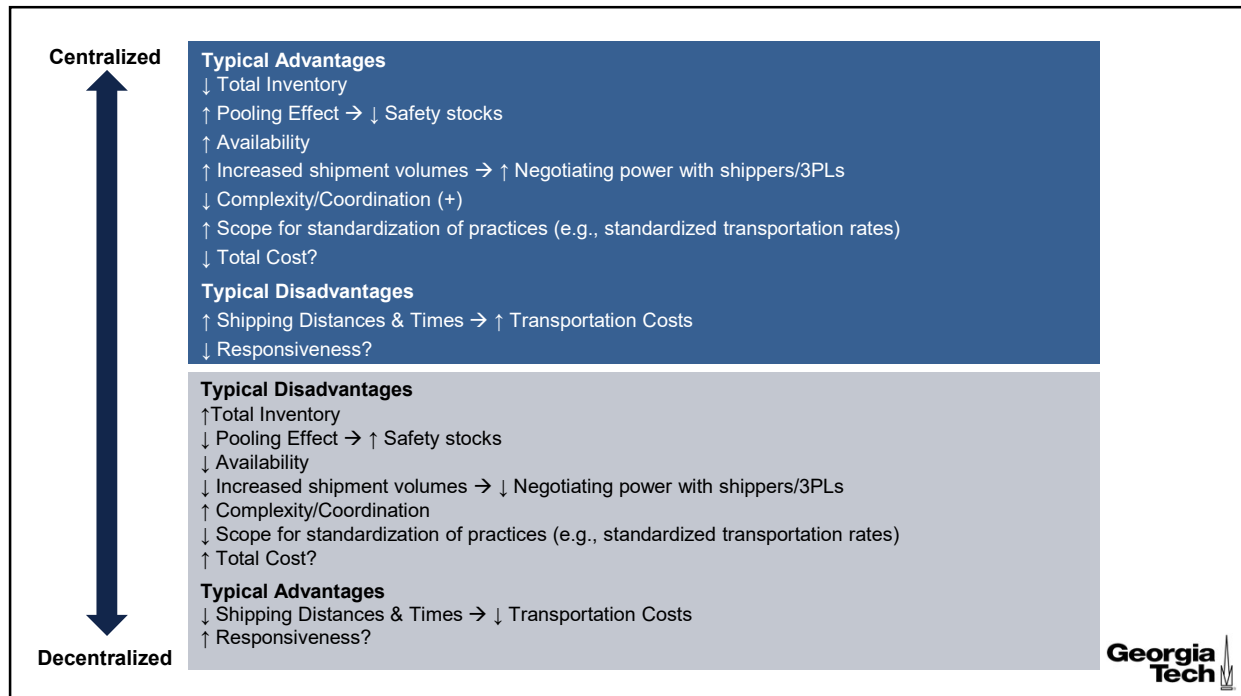 Centralized
Typical Advantages
↓ Total Inventory
↑ Pooling Effect → ↓ Safety stocks
↑ Availability
↑ Increased shipment volumes → ↑ Negotiating power with shippers/3PLs
↓ Complexity/Coordination (+)
↑ Scope for standardization of practices (e.g., standardized transportation rates)
↓ Total Cost?
Typical Disadvantages
↑ Shipping Distances & Times → ↑ Transportation Costs
↓ Responsiveness?
Typical Disadvantages
↑Total Inventory
↓ Pooling Effect → ↑ Safety stocks
↓ Availability
↓ Increased shipment volumes → ↓ Negotiating power with shippers/3PLs
↑ Complexity/Coordination
↓ Scope for standardization of practices (e.g., standardized transportation rates)
↑ Total Cost?
Typical Advantages
↓ Shipping Distances & Times → ↓ Transportation Costs
↑ Responsiveness?
Decentralized
Georgia
Tech